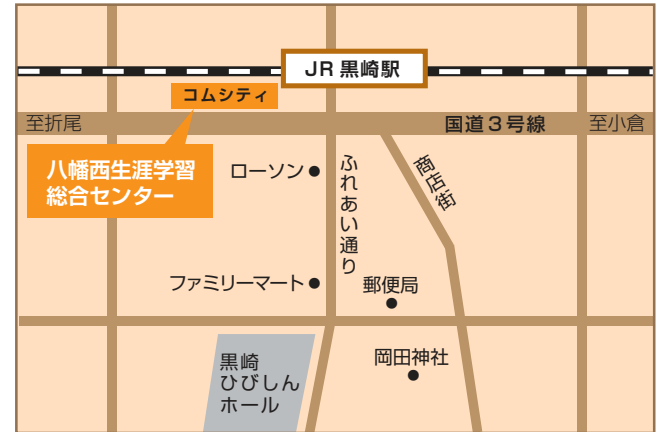 JR 黒崎駅
コムシティ
至折尾
国道3号線
至小倉
八幡西生涯学習
総合センター
ローソン
ふれあい通り
商店街
ファミリーマート
郵便局
岡田神社
黒崎
ひびしん
ホール